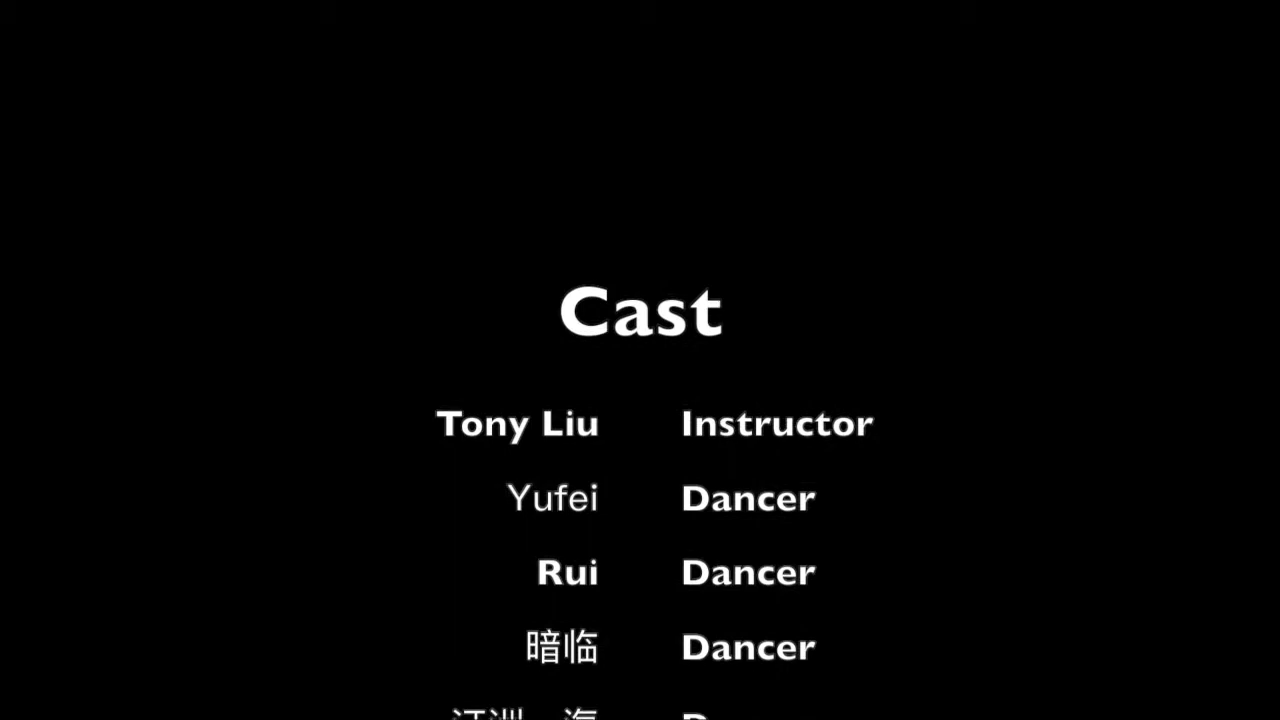 Cast
Tony Liu Instructor
Yufei Dancer
Rui Dancer
暗临 Dancer